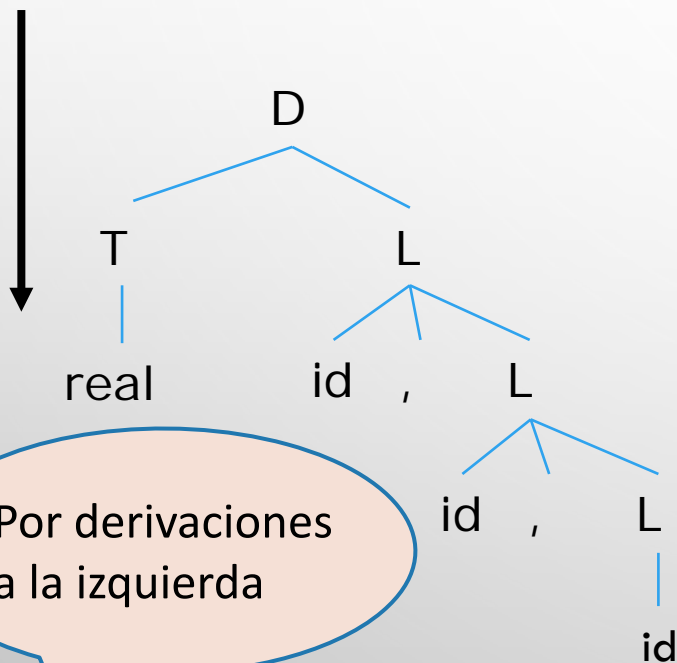 D
T L
real id , L
id , L
id
Por derivaciones
a la izquierda